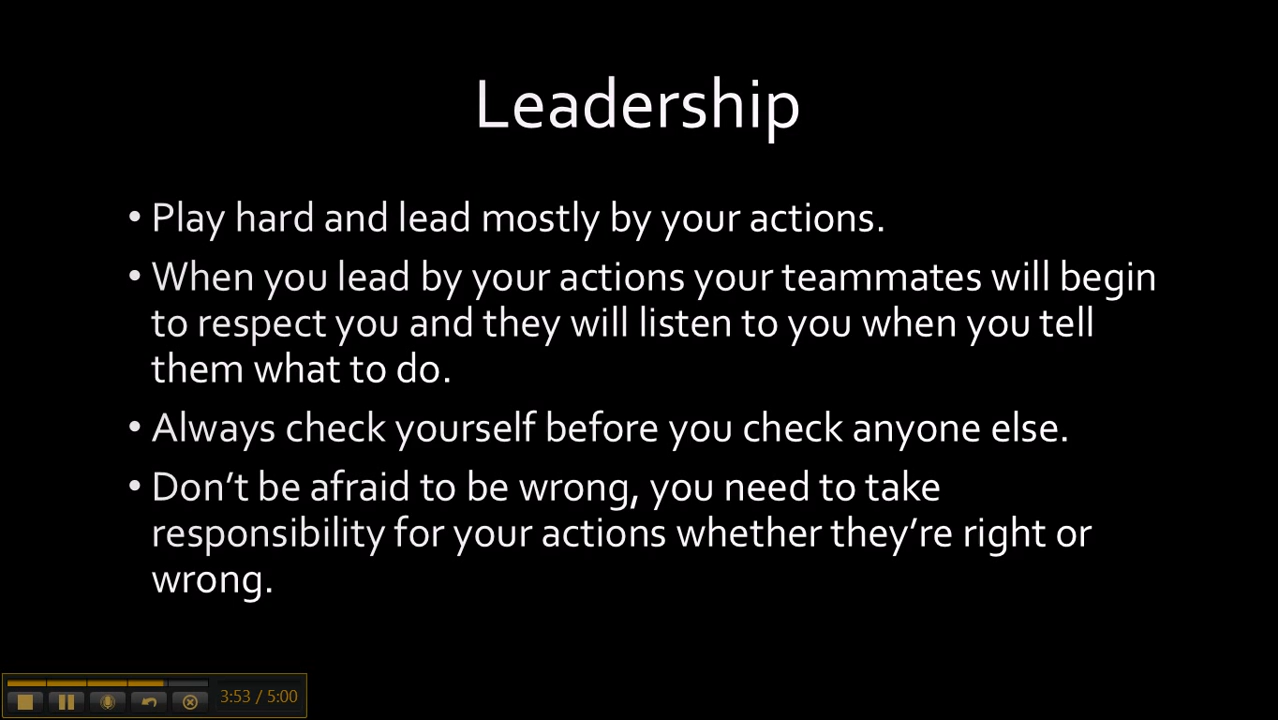 Leadership
• Play hard and lead mostly by your actions.
• When you lead by your actions your teammates will begin
to respect you and they will listen to you when you tell
them what to do.
• Always check yourself before you check anyone else.
• Don’t be afraid to be wrong, you need to take
responsibility for your actions whether they’re right or
wrong.
3:53 / 5:00